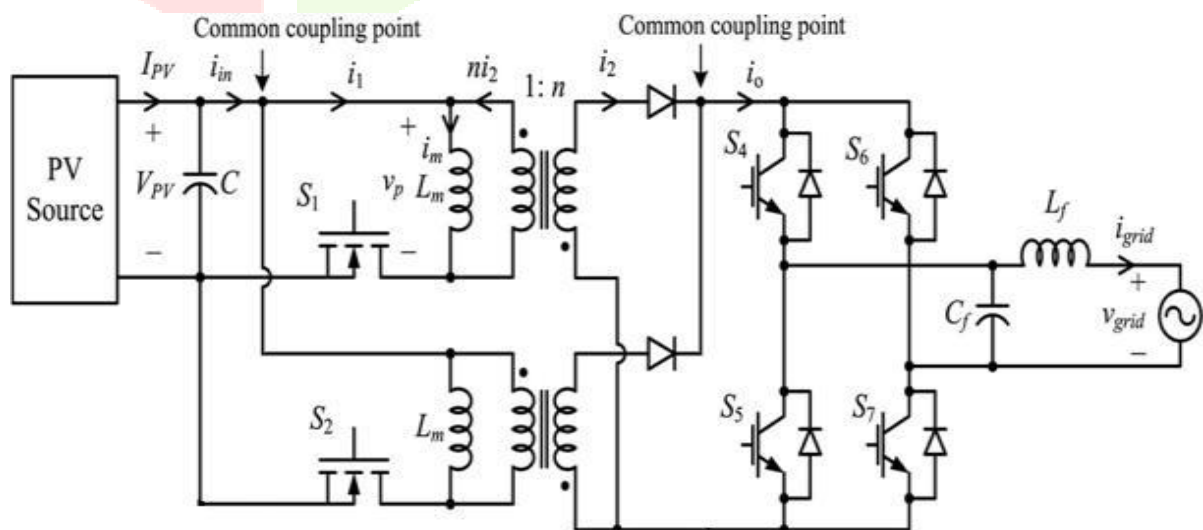 Common coupling point
Common coupling point
I_PV
i_in
i_1
ni_2
1: n
i_2
i_o
+
+
PV
Source
V_PV
C
v_p
i_m
L_m
S_1
S_4
S_6
−
−
L_f
i_grid
+
C_f
v_grid
−
S_2
L_m
S_5
S_7